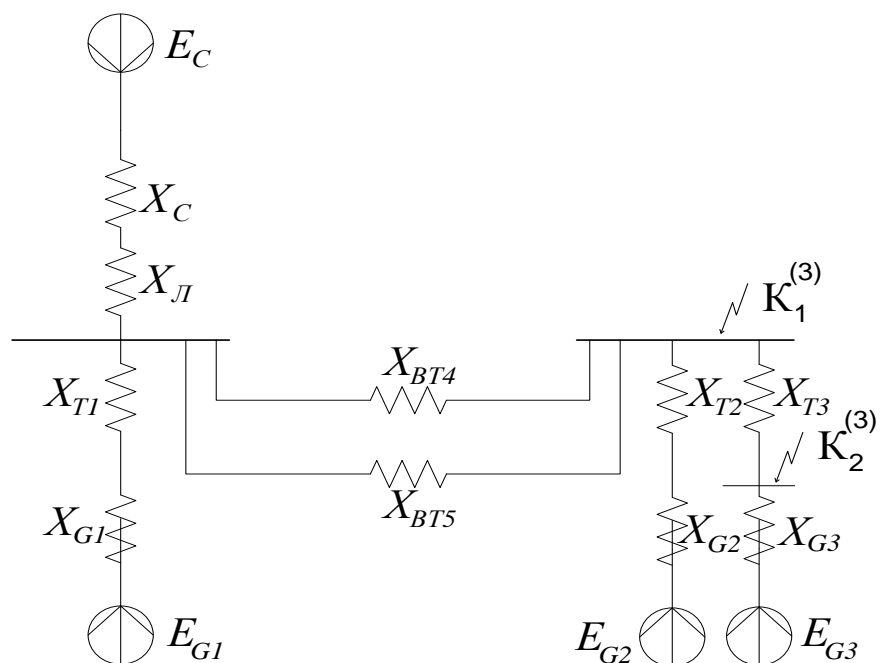 E_C
X_C
X_Л
K_1^(3)
X_T1
X_BT4
X_T2
X_T3
K_2^(3)
X_G1
X_BT5
X_G2
X_G3
E_G1
E_G2
E_G3